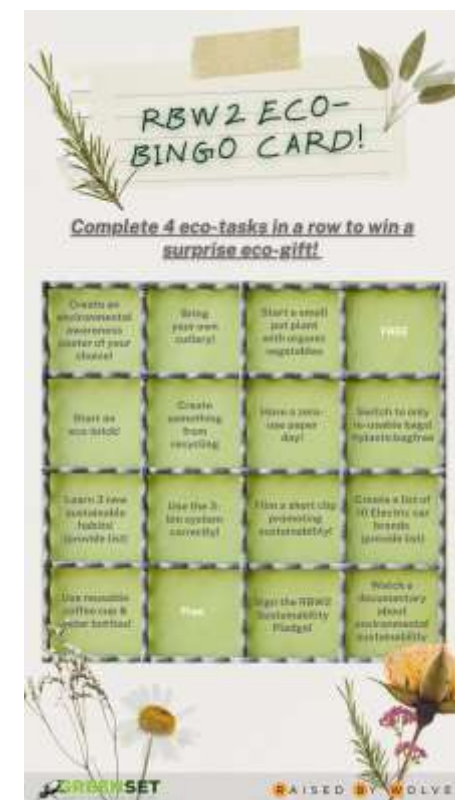 RBW2 ECO-
BINGO CARD!
Complete 4 eco-tasks in a row to win a
surprise eco-gift!
Create an
environmental
awareness
poster of your
choice!
Bring
your own
cutlery!
Start a small
pot plant
with organic
vegetables
FREE
Start an
eco-
Create
something
from
recycling
Have a zero-
use paper
day!
Switch to only
re-usable bags!
Learn 3 new
sustainable
habits!
(provide list)
Use the 3-
bin system
correctly!
Film a short clip
promoting
sustainability!
Create a list of
10 Electric car
brands
(provide list)
Use reusable
coffee cup &
water bottles!
Free
Sign the RBW2
Sustainability
Pledge!
Watch a
documentary
about
environmental
sustainability
GREENSET
RAISED BY WOLVE